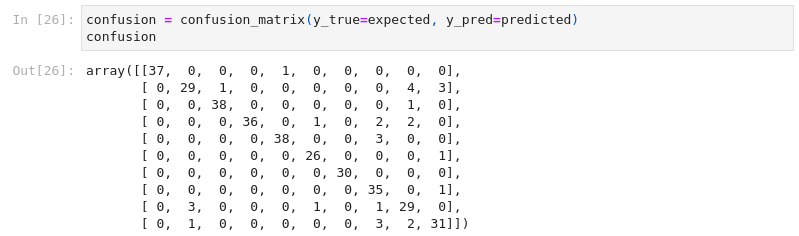 In [26]: confusion = confusion_matrix(y_true=expected, y_pred=predicted)
confusion
Out[26]: array([[37, 0, 0, 0, 1, 0, 0, 0, 0, 0],
[ 0, 29, 1, 0, 0, 0, 0, 0, 4, 3],
[ 0, 0, 38, 0, 0, 0, 0, 0, 1, 0],
[ 0, 0, 0, 36, 0, 1, 0, 2, 2, 0],
[ 0, 0, 0, 0, 38, 0, 0, 3, 0, 0],
[ 0, 0, 0, 0, 0, 26, 0, 0, 0, 1],
[ 0, 0, 0, 0, 0, 0, 30, 0, 0, 0],
[ 0, 0, 0, 0, 0, 0, 0, 35, 0, 1],
[ 0, 3, 0, 0, 0, 1, 0, 1, 29, 0],
[ 0, 1, 0, 0, 0, 0, 0, 3, 2, 31]])